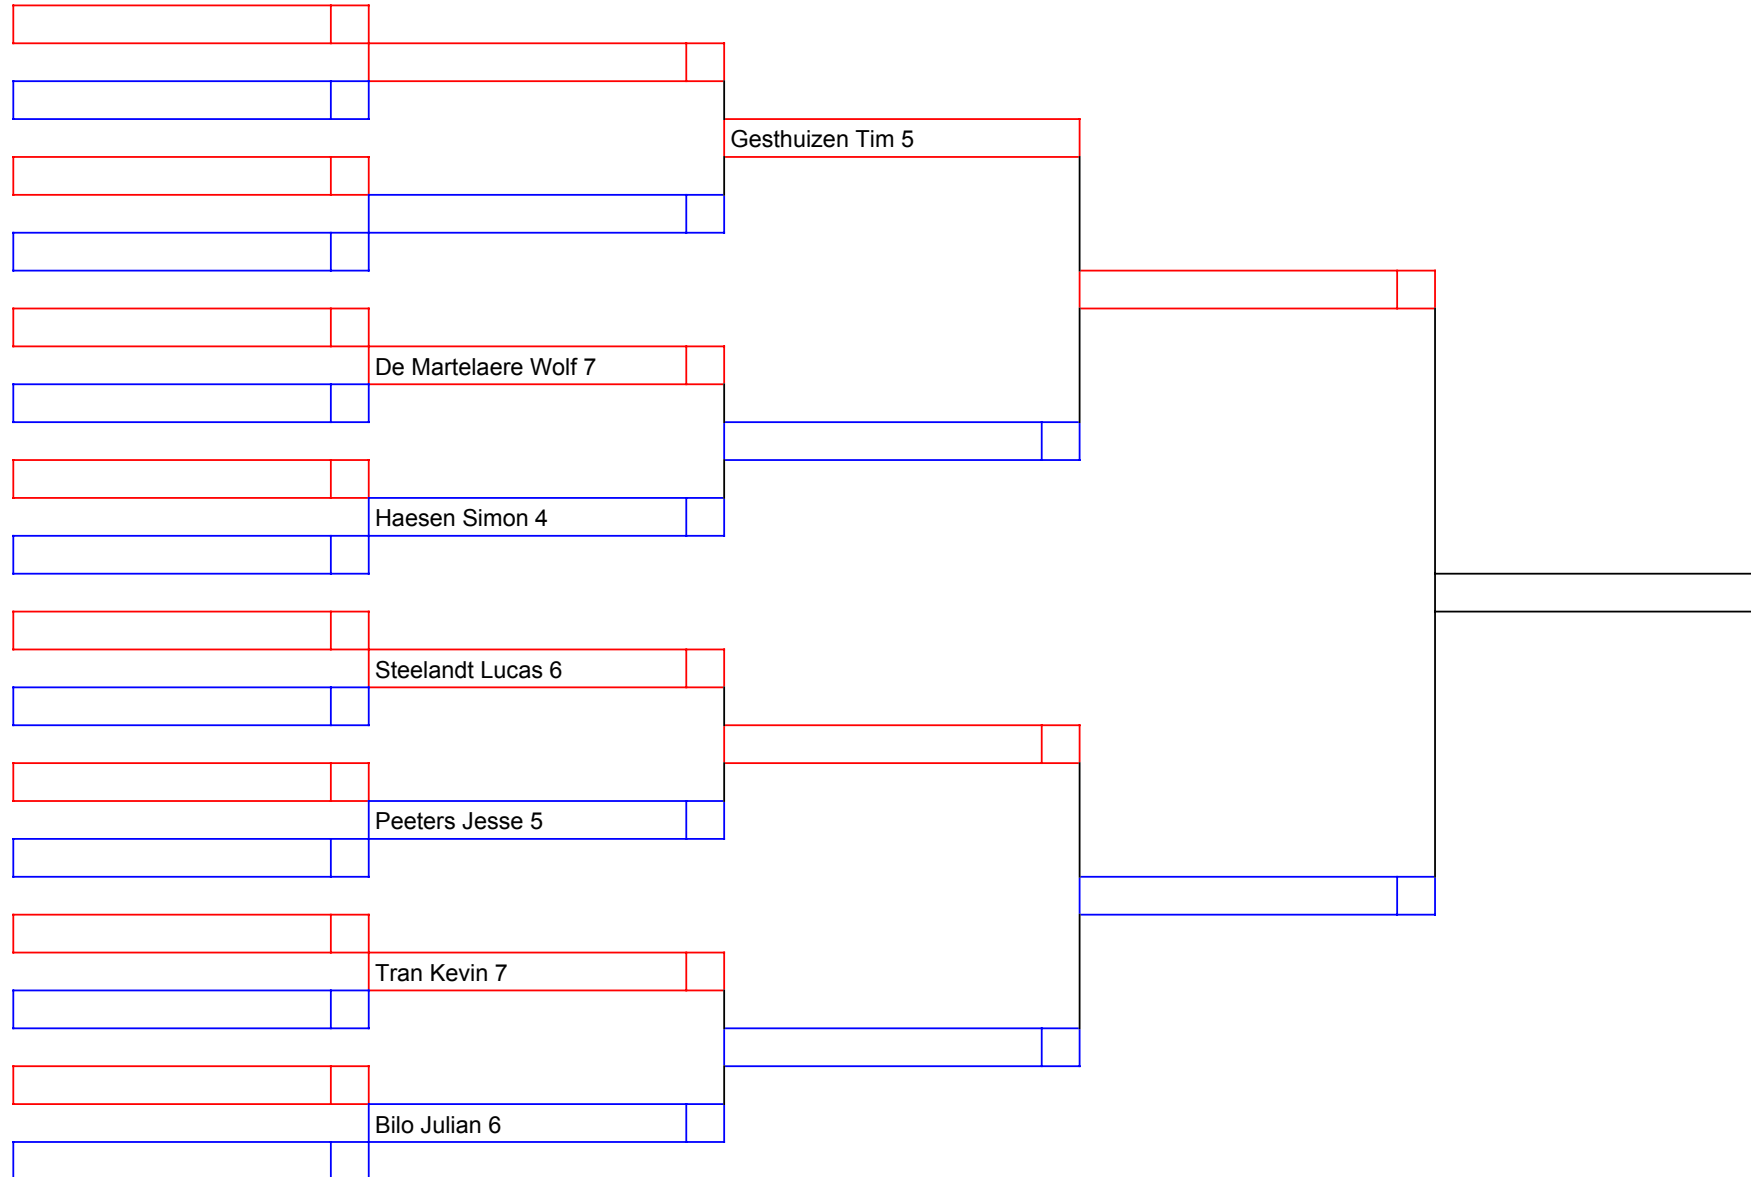 Gesthuizen Tim 5
De Martelaere Wolf 7
Haesen Simon 4
Steelandt Lucas 6
Peeters Jesse 5
Tran Kevin 7
Bilo Julian 6